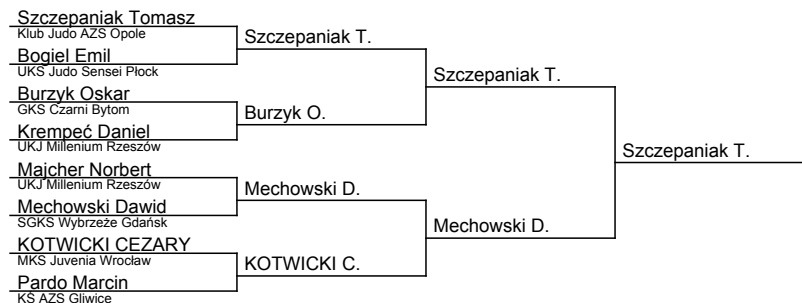 Szczepaniak Tomasz
Klub Judo AZS Opole
Szczepaniak T.
Bogiel Emil
UKS Judo Sensei Płock
Szczepaniak T.
Burzyk Oskar
GKS Czarni Bytom
Burzyk O.
Krempeć Daniel
UKJ Millenium Rzeszów
Szczepaniak T.
Majcher Norbert
UKJ Millenium Rzeszów
Mechowski D.
Mechowski Dawid
SGKS Wybrzeże Gdańsk
Mechowski D.
KOTWICKI CEZARY
MKS Juvenia Wrocław
KOTWICKI C.
Pardo Marcin
KS AZS Gliwice